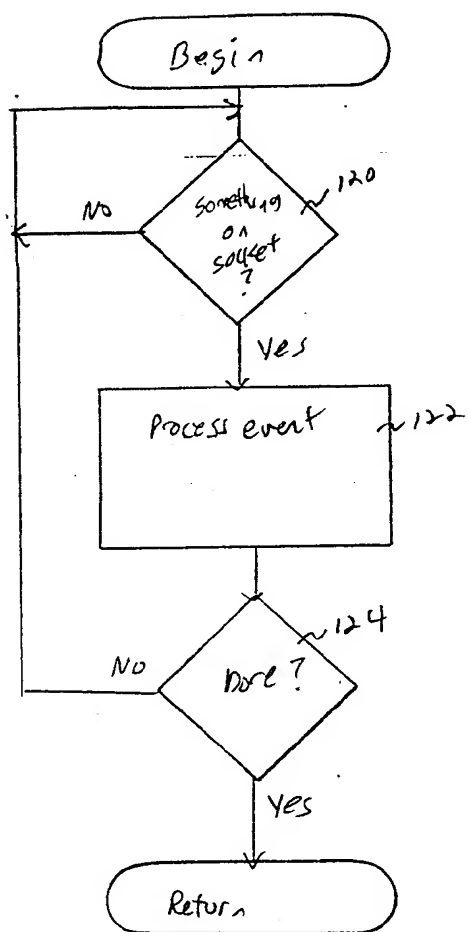 Begin
120
No
Something
on
socket
?
Yes
Process event
122
124
No
Done?
Yes
Return